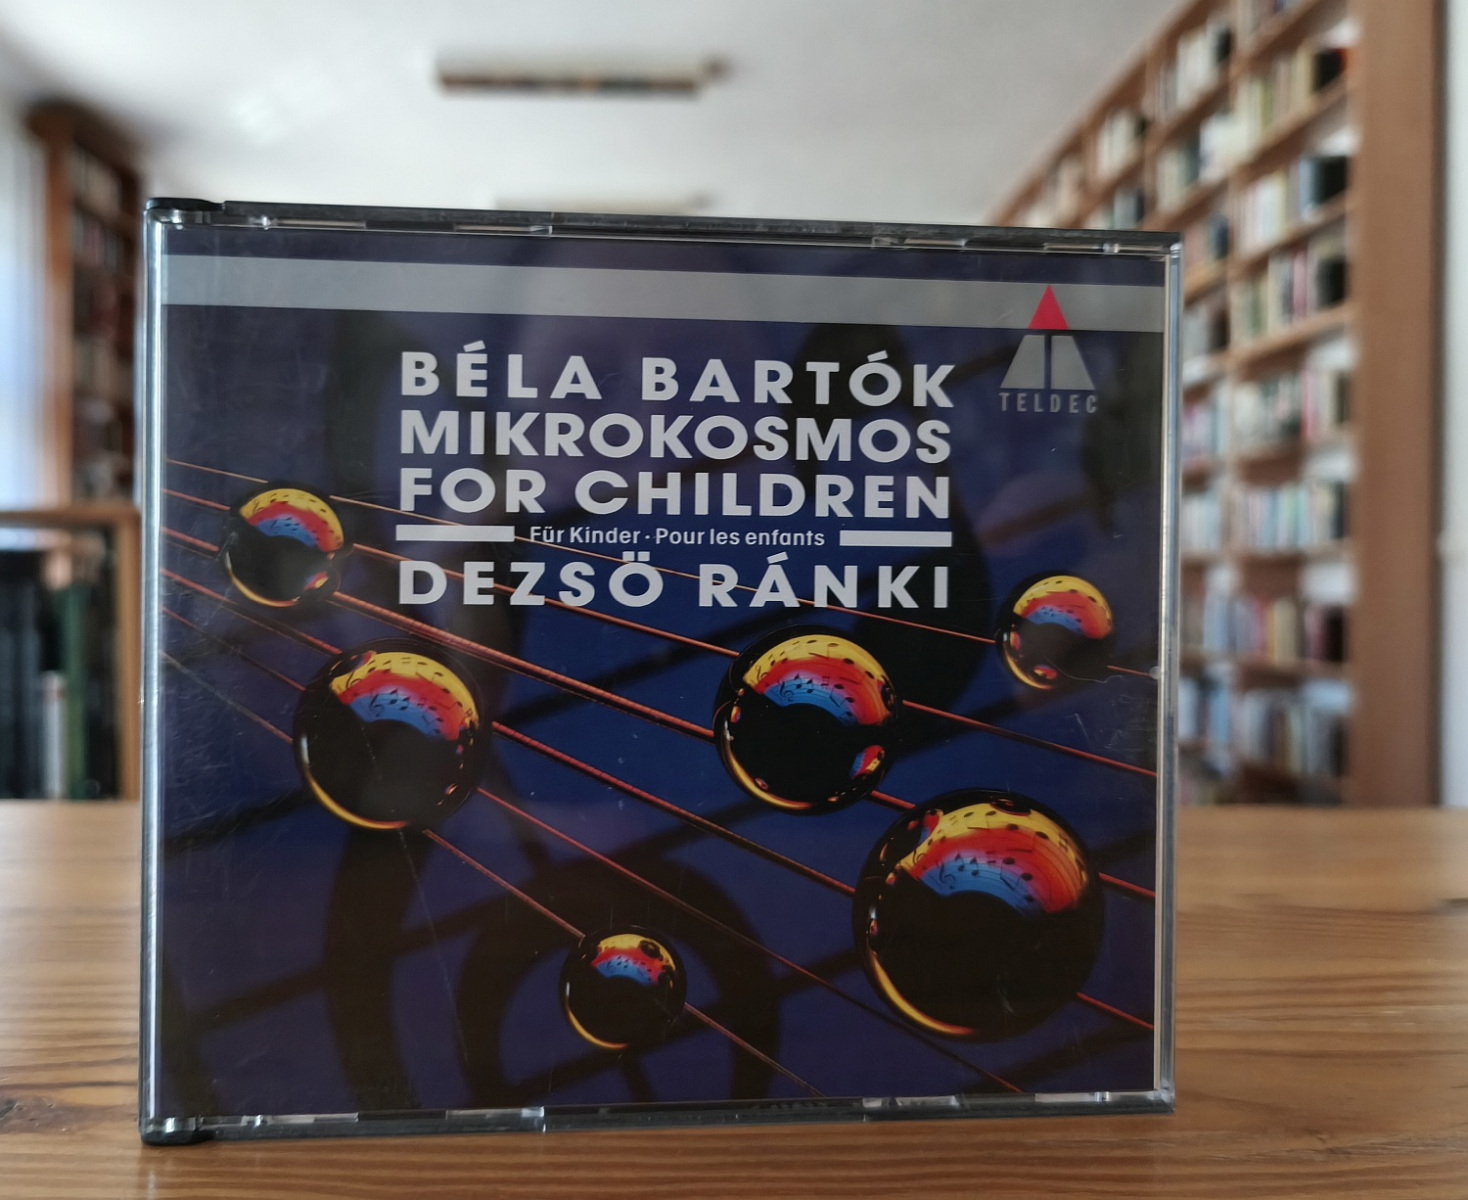 BÉLA BARTÓK
TELDEC
MIKROKOSMOS
FOR CHILDREN
Für Kinder · Pour les enfants
DEZSÖ RÁNKI